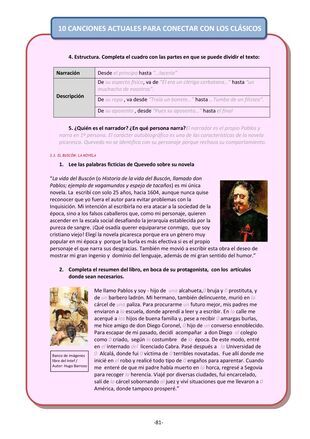 10 CANCIONES ACTUALES PARA CONECTAR CON LOS CLÁSICOS
4. Estructura. Completa el cuadro con las partes en que se puede dividir el texto:
Narración
Desde el principio hasta "…lacería"
Descripción
De su aspecto físico, va de "Él era un clérigo cerbatana…" hasta "un
muchacho de nosotros".
De su ropa, va desde "Traía un bonete…" hasta
De su aposento, desde "Pues su aposento…" hasta el final
5. ¿Quién es el narrador? ¿En qué persona narra? El narrador es el propio Pablos y
narra en 1ª persona. El carácter autobiográfico es una de las características de la novela
picaresca. Quevedo no se identifica con su personaje porque rechaza su comportamiento.
EL BUSCÓN: LA NOVELA
1. Lee las palabras ficticias de Quevedo sobre su novela
"La vida del Buscón (o Historia de la vida del Buscón, llamado don
Pablos; ejemplo de vagamundos y espejo de tacaños) es mi única
novela. La escribí con solo 25 años, hacia 1604, aunque nunca quise
reconocer que yo fuera el autor para evitar problemas con la
Inquisición. Mi intención al escribirla no era atacar a la sociedad de la
época, sino a los falsos caballeros que, como mi personaje, quieren
ascender en la escala social desafiando la jerarquía establecida por la
pureza de sangre. ¡Qué osadía querer equipararse conmigo, que soy
cristiano viejo! Elegí la novela picaresca porque era un género muy
popular en mi época y porque la burla es más efectiva si es el propio
personaje el que narra sus desgracias. También me movió a escribir esta obra el deseo de
mostrar mi gran ingenio y dominio del lenguaje, además de mi gran sentido del humor."
2. Completa el resumen del libro, en boca de su protagonista, con los artículos
donde sean necesarios.
Me llamo Pablos y soy - hijo de una alcahueta, bruja y prostituta, y
de un barbero ladrón. Mi hermano, también delincuente, murió en la
cárcel de una paliza. Para procurarme un futuro mejor, mis padres me
enviaron a la escuela, donde aprendí a leer y a escribir. En la calle me
acerqué a los hijos de buena familia y, pese a recibir amargas burlas,
me hice amigo de don Diego Coronel, hijo de un converso ennoblecido.
Para escapar de mi pasado, decidí acompañar a don Diego al colegio
como criado, según la costumbre de la época. De este modo, entré
en el internado del licenciado Cabra. Pasé después a la Universidad de
Alcalá, donde fui víctima de terribles novatadas. Fue allí donde me
inicié en el robo y realicé todo tipo de engaños para aparentar. Cuando
me enteré de que mi padre había muerto en la horca, regresé a Segovia
para recoger la herencia. Viajé por diversas ciudades, fui encarcelado,
salí de la cárcel sobornando al juez y viví situaciones que me llevaron a
América, donde tampoco prosperé."
Banco de imágenes
libre del Intef /
Autor: Hugo Barroso
-81-